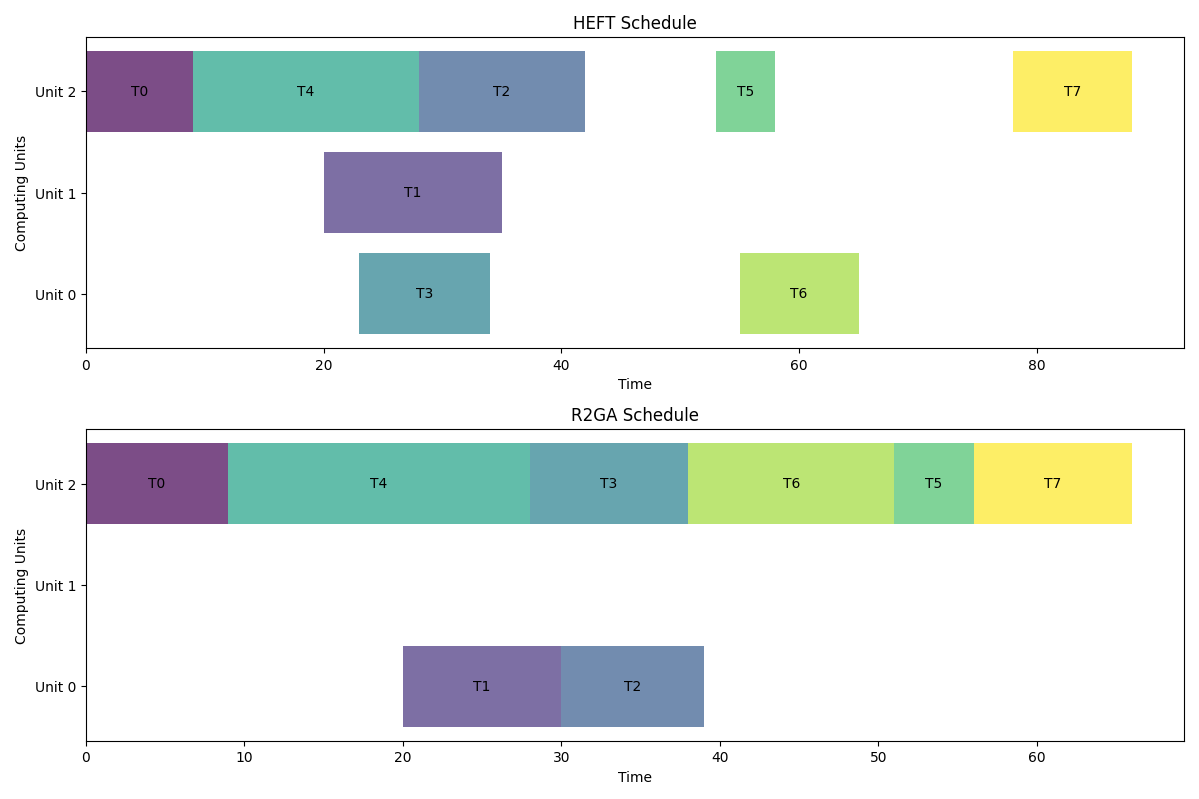 HEFT Schedule
Unit 2
T0
T4
T2
T5
T7
Computing Units
Unit 1
T1
Unit 0
T3
T6
0 20 40 60 80
Time
R2GA Schedule
Unit 2
T0
T4
T3
T6
T5
T7
Computing Units
Unit 1
Unit 0
T1
T2
0 10 20 30 40 50 60
Time